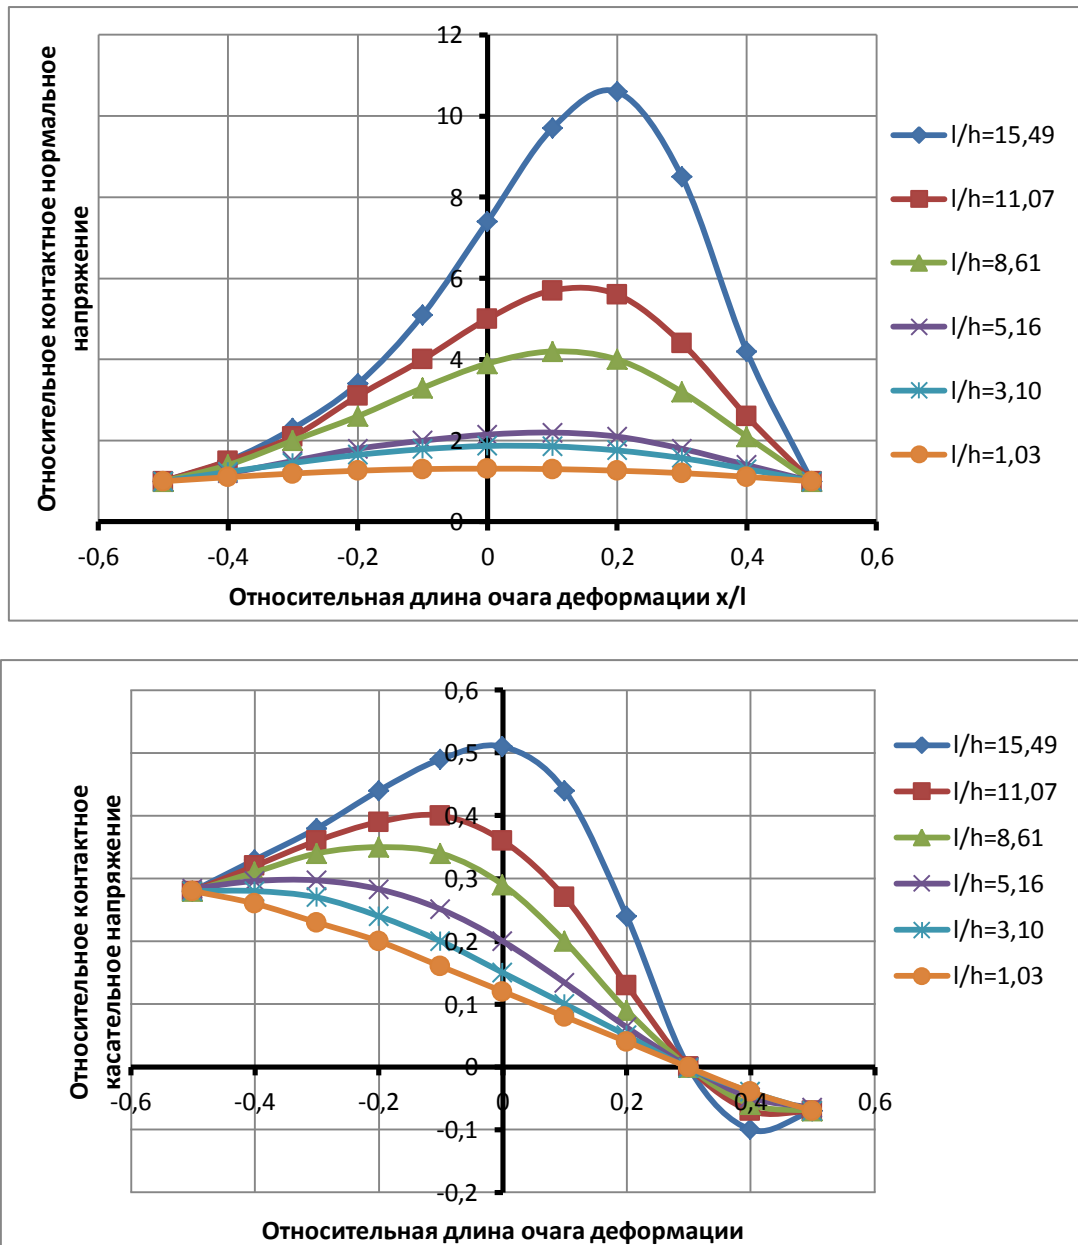 Относительное контактное нормальное
напряжение
12
10
8
6
4
2
0
-0,6
-0,4
-0,2
0
0,2
0,4
0,6
Относительная длина очага деформации x/l
l/h=15,49
l/h=11,07
l/h=8,61
l/h=5,16
l/h=3,10
l/h=1,03
Относительное контактное
касательное напряжение
0,6
0,5
0,4
0,3
0,2
0,1
0
-0,1
-0,2
-0,6
-0,4
-0,2
0
0,2
0,4
0,6
Относительная длина очага деформации
l/h=15,49
l/h=11,07
l/h=8,61
l/h=5,16
l/h=3,10
l/h=1,03